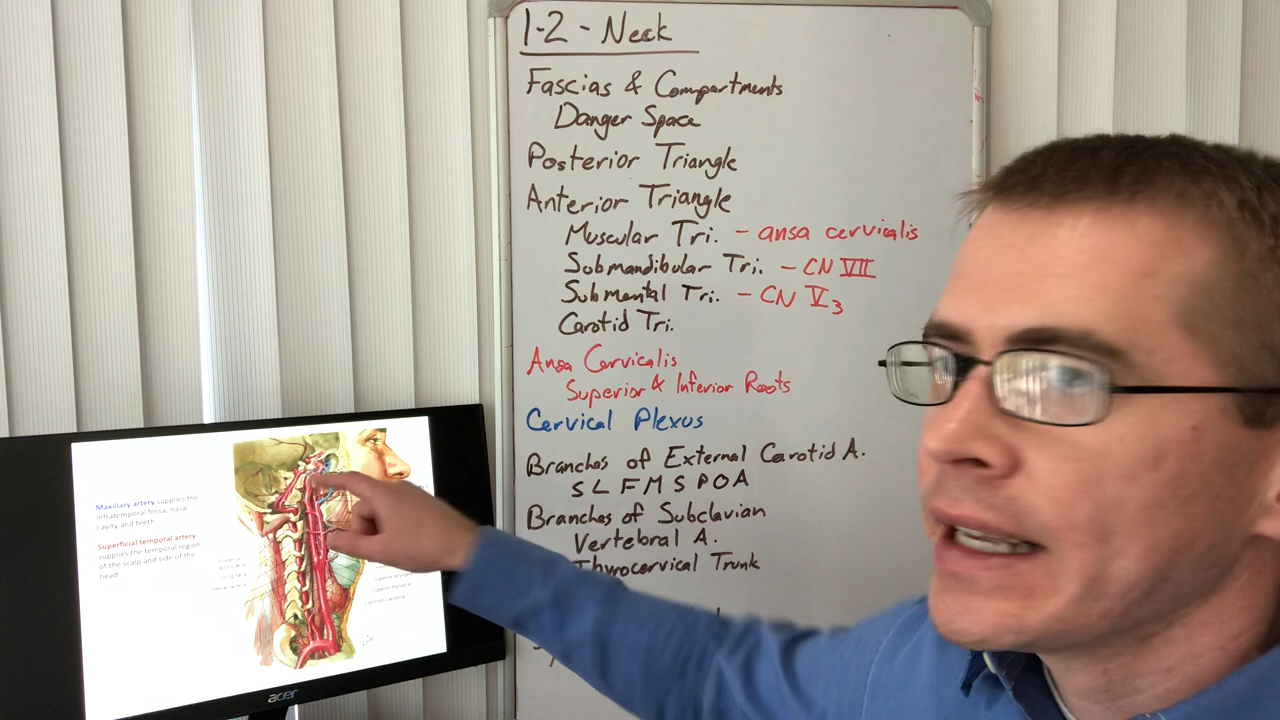 1-2 - Neck
Fascias & Compartments
Danger Space
Posterior Triangle
Anterior Triangle
Muscular Tri. - ansa cervicalis
Submandibular Tri. - CN VII
Submental Tri. - CN V3
Carotid Tri.
Ansa Cervicalis
Superior & Inferior Roots
Cervical Plexus
Branches of External Carotid A.
S L F M S P O A
Branches of Subclavian
Vertebral A.
Thyrocervical Trunk
Maxillary artery supplies the
infratemporal fossa, nasal
cavity and teeth
Superficial temporal artery
supplies the temporal region
of the scalp and side of the
head
acer